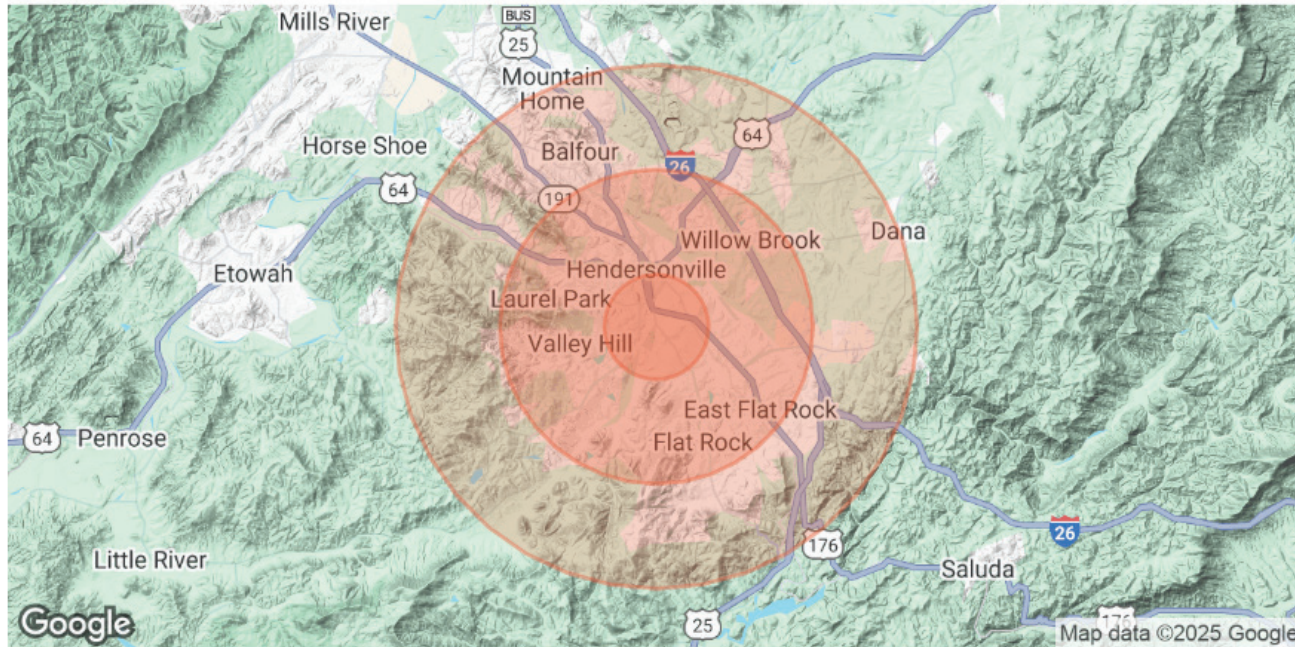 Mills River
BUS
25
Mountain
Home
64
Horse Shoe
Balfour
26
64
191
Dana
Willow Brook
Etowah
Hendersonville
Laurel Park
Valley Hill
East Flat Rock
64
Penrose
Flat Rock
26
176
Little River
Saluda
Google
25
176
Map data ©2025 Google